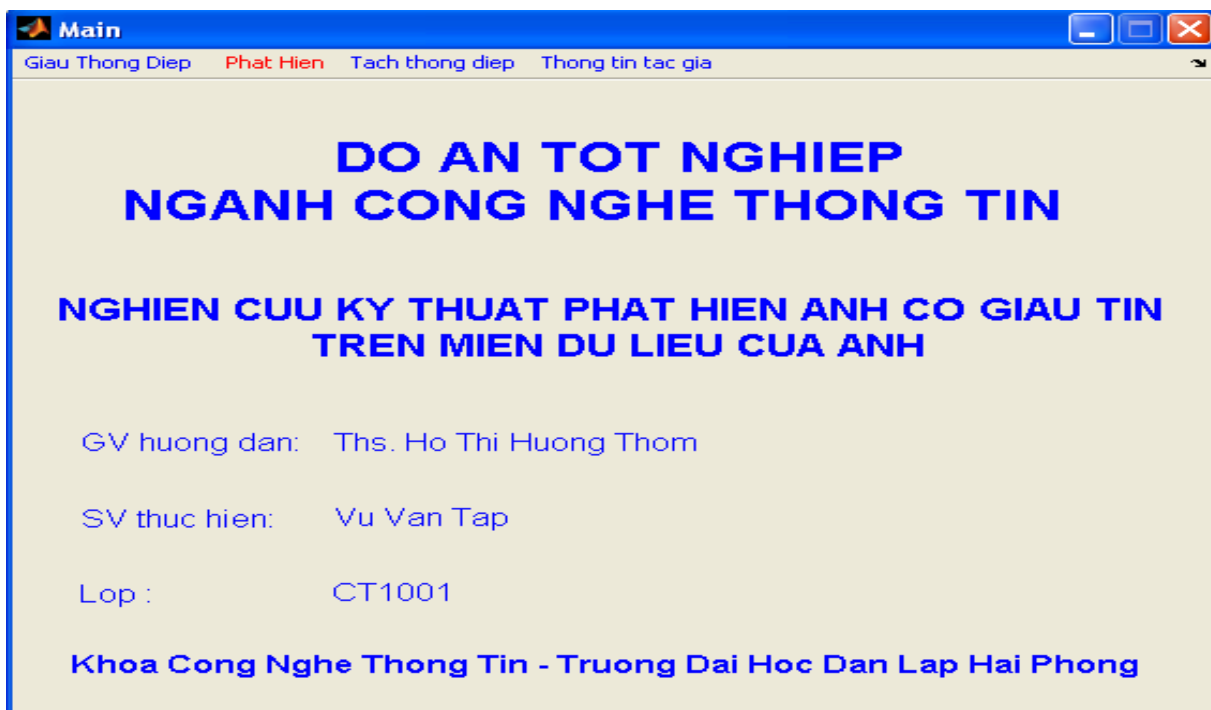 Main
Giau Thong Diep Phat Hien Tach thong diep Thong tin tac gia
DO AN TOT NGHIEP
NGANH CONG NGHE THONG TIN
NGHIEN CUU KY THUAT PHAT HIEN ANH CO GIAU TIN
TREN MIEN DU LIEU CUA ANH
GV huong dan: Ths. Ho Thi Huong Thom
SV thuc hien: Vu Van Tap
Lop : CT1001
Khoa Cong Nghe Thong Tin - Truong Dai Hoc Dan Lap Hai Phong